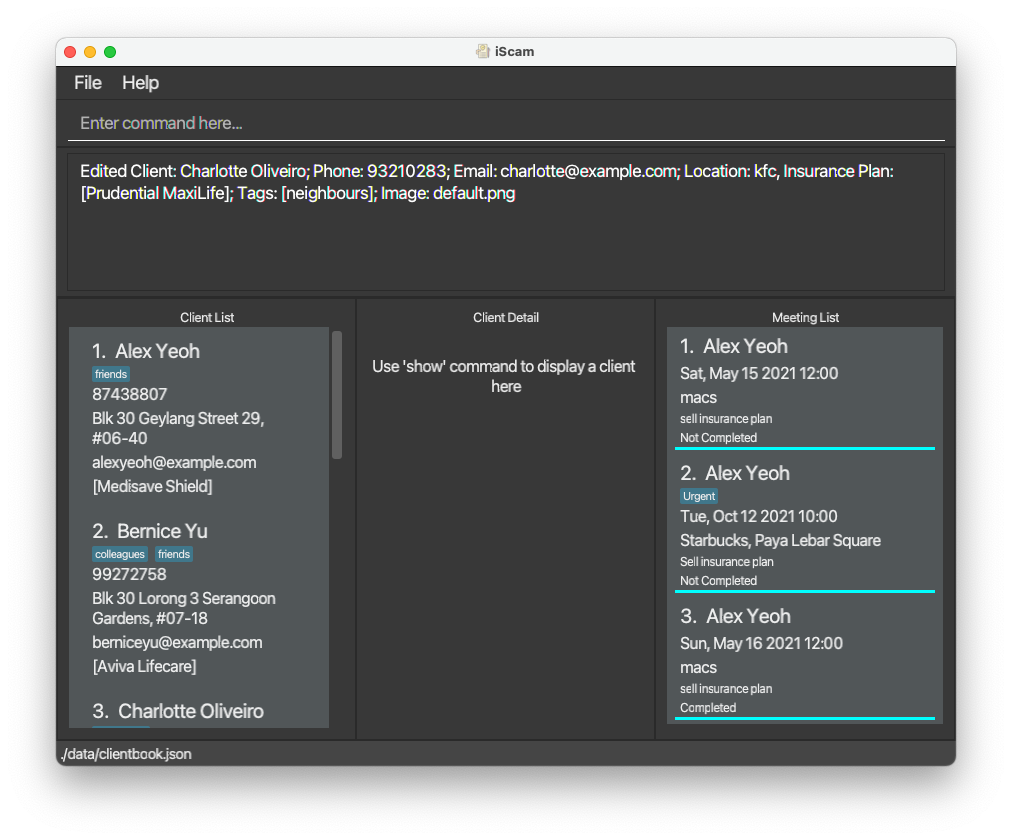 iScam
File Help
Enter command here...
Edited Client: Charlotte Oliveiro; Phone: 93210283; Email: charlotte@example.com; Location: kfc, Insurance Plan:
[Prudential MaxiLife]; Tags: [neighbours]; Image: default.png
Client List
1. Alex Yeoh
friends
87438807
Blk 30 Geylang Street 29,
#06-40
alexyeoh@example.com
[Medisave Shield]
2. Bernice Yu
colleagues friends
99272758
Blk 30 Lorong 3 Serangoon
Gardens, #07-18
berniceyu@example.com
[Aviva Lifecare]
3. Charlotte Oliveiro
Client Detail
Use 'show' command to display a client
here
Meeting List
1. Alex Yeoh
Sat, May 15 2021 12:00
macs
sell insurance plan
Not Completed
2. Alex Yeoh
Urgent
Tue, Oct 12 2021 10:00
Starbucks, Paya Lebar Square
Sell insurance plan
Not Completed
3. Alex Yeoh
Sun, May 16 2021 12:00
macs
sell insurance plan
Completed
./data/clientbook.json